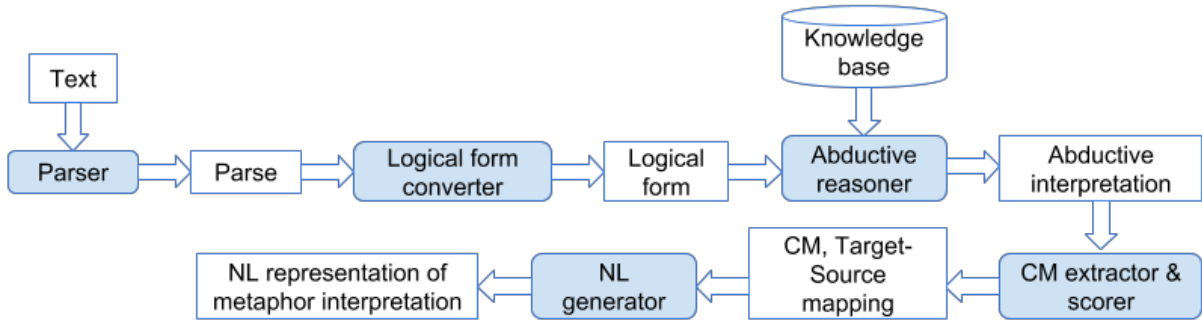 Knowledge
base
Text
Parser
Parse
Logical form
converter
Logical
form
Abductive
reasoner
Abductive
interpretation
CM extractor &
scorer
CM, Target-
Source
mapping
NL
generator
NL representation of
metaphor interpretation